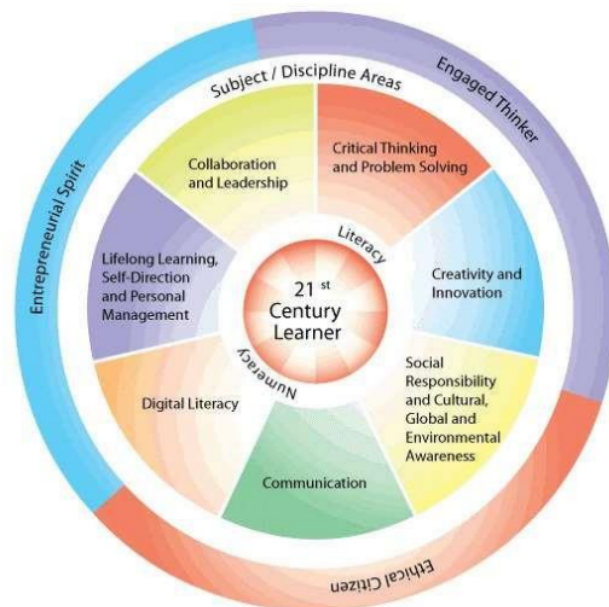 Engaged Thinker
Subject / Discipline Areas
Entrepreneurial Spirit
Collaboration
and Leadership
Critical Thinking
and Problem Solving
Literacy
Lifelong Learning,
Self-Direction
and Personal
Management
21 st
Century
Learner
Creativity and
Innovation
Numeracy
Digital Literacy
Social
Responsibility
and Cultural,
Global and
Environmental
Awareness
Communication
Ethical Citizen